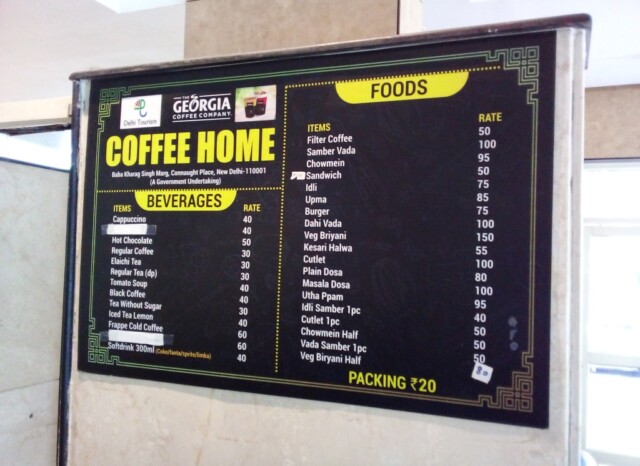 Delhi Tourism
THE
GEORGIA
COFFEE COMPANY
COFFEE HOME
Baba Kharag Singh Marg, Connaught Place, New Delhi-110001
(A Government Undertaking)
BEVERAGES
ITEMS RATE
Cappuccino 40
40
Hot Chocolate 50
Regular Coffee 30
Elaichi Tea 30
Regular Tea (dp) 30
Tomato Soup 40
Black Coffee 40
Tea Without Sugar 30
Iced Tea Lemon 40
Frappe Cold Coffee 60
60
Softdrink 300ml (Coke/fanta/sprite/limka) 40
FOODS
ITEMS RATE
Filter Coffee 50
Samber Vada 100
Chowmein 95
Sandwich 50
Idli 75
Upma 85
Burger 75
Dahi Vada 100
Veg Briyani 150
Kesari Halwa 55
Cutlet 100
Plain Dosa 80
Masala Dosa 100
Utha Ppam 95
Idli Samber 1pc 40
Cutlet 1pc 50
Chowmein Half 50
Vada Samber 1pc 50
Veg Biryani Half 80
PACKING ₹20